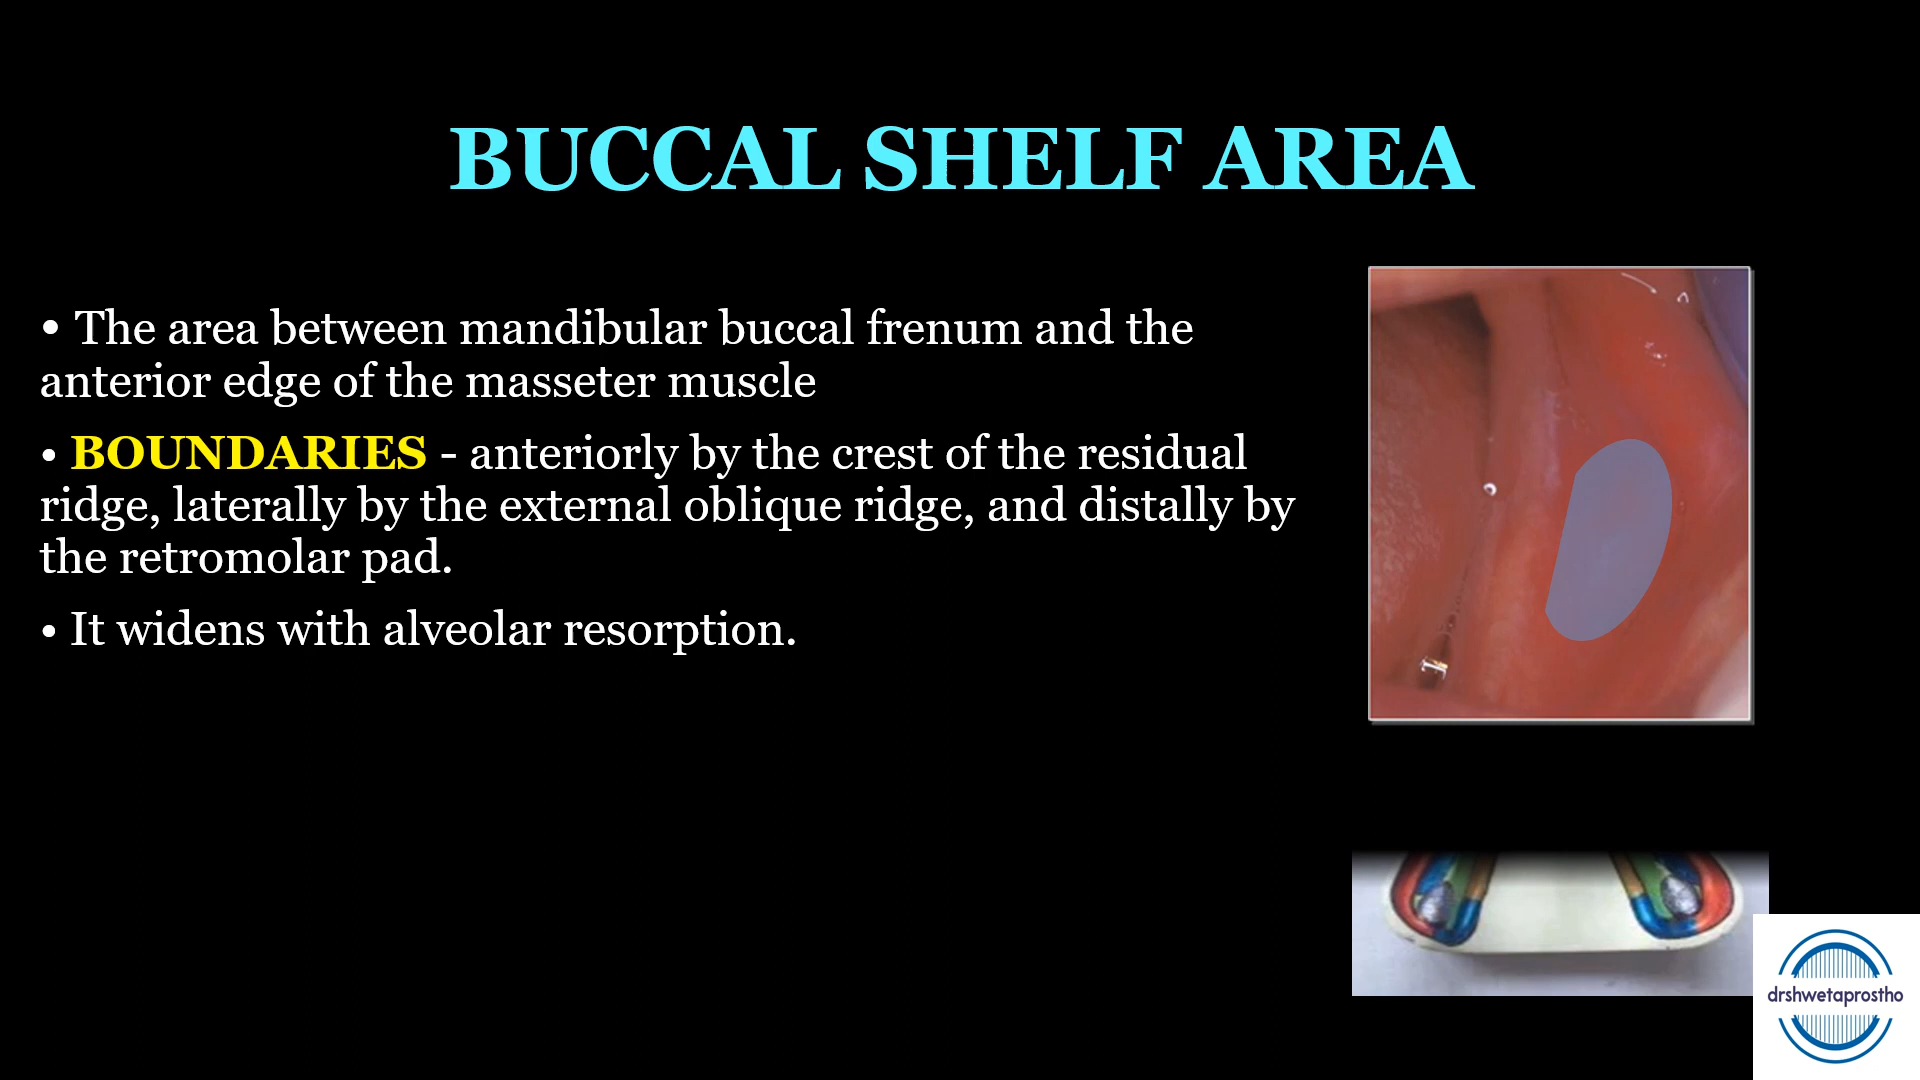 BUCCAL SHELF AREA
• The area between mandibular buccal frenum and the
anterior edge of the masseter muscle
• BOUNDARIES - anteriorly by the crest of the residual
ridge, laterally by the external oblique ridge, and distally by
the retromolar pad.
• It widens with alveolar resorption.
drshwetaprostho